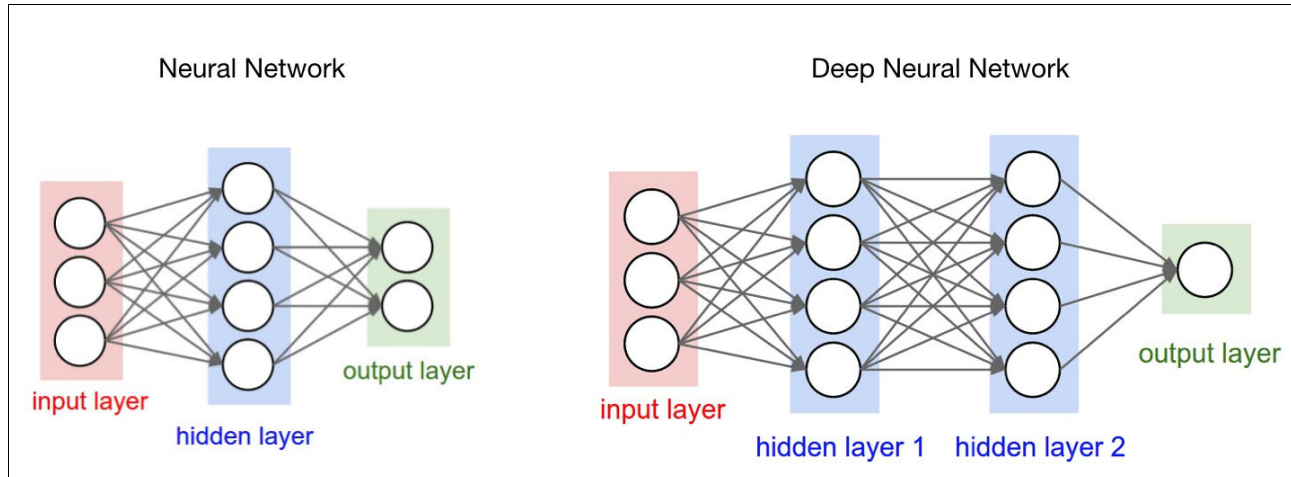 Neural Network
input layer
hidden layer
output layer
Deep Neural Network
input layer
hidden layer 1
hidden layer 2
output layer